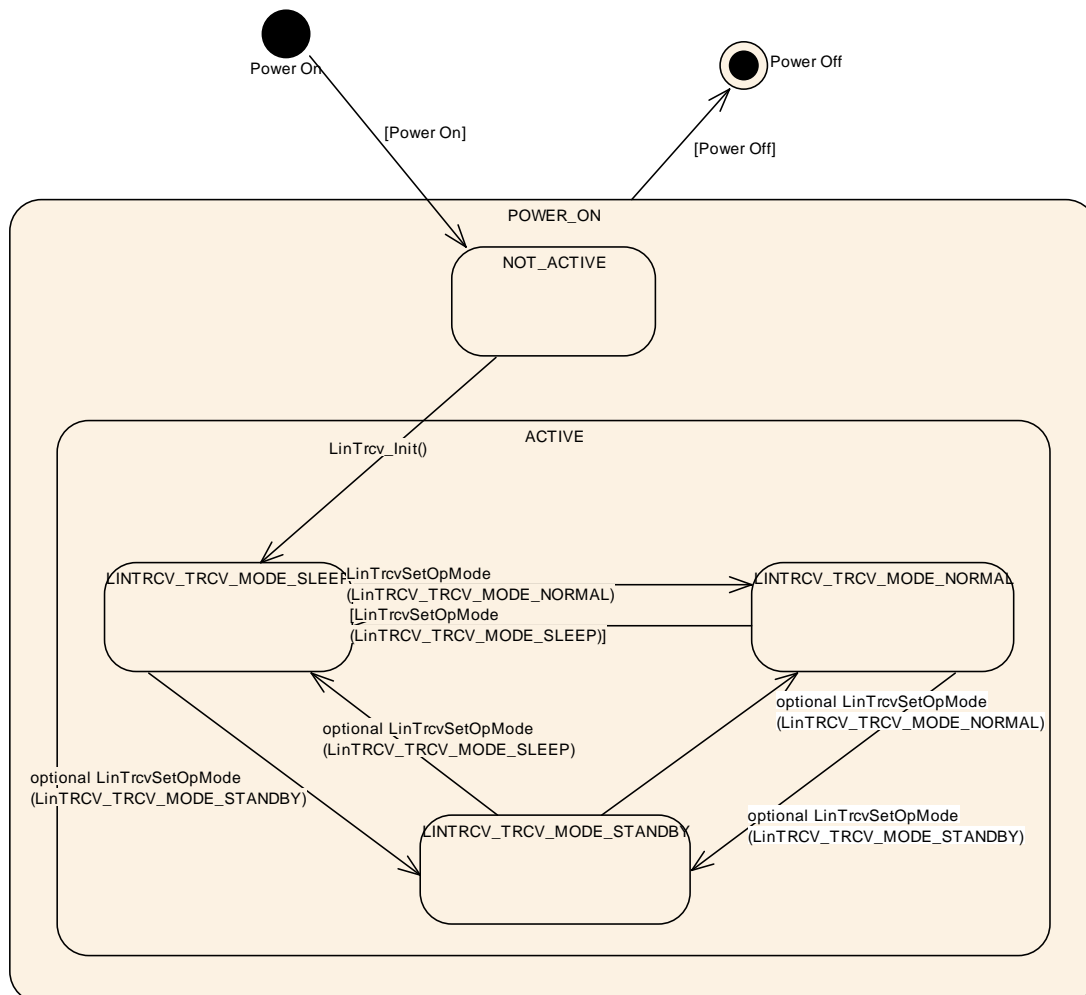 Power On
Power Off
[Power On]
[Power Off]
POWER_ON
NOT_ACTIVE
ACTIVE
LinTrcv_Init()
LINTRCV_TRCV_MODE_SLEEP
LinTrcvSetOpMode
(LinTRCV_TRCV_MODE_NORMAL)
[LinTrcvSetOpMode
(LinTRCV_TRCV_MODE_SLEEP)]
LINTRCV_TRCV_MODE_NORMAL
optional LinTrcvSetOpMode
(LinTRCV_TRCV_MODE_NORMAL)
optional LinTrcvSetOpMode
(LinTRCV_TRCV_MODE_SLEEP)
optional LinTrcvSetOpMode
(LinTRCV_TRCV_MODE_STANDBY)
optional LinTrcvSetOpMode
(LinTRCV_TRCV_MODE_STANDBY)
LINTRCV_TRCV_MODE_STANDBY